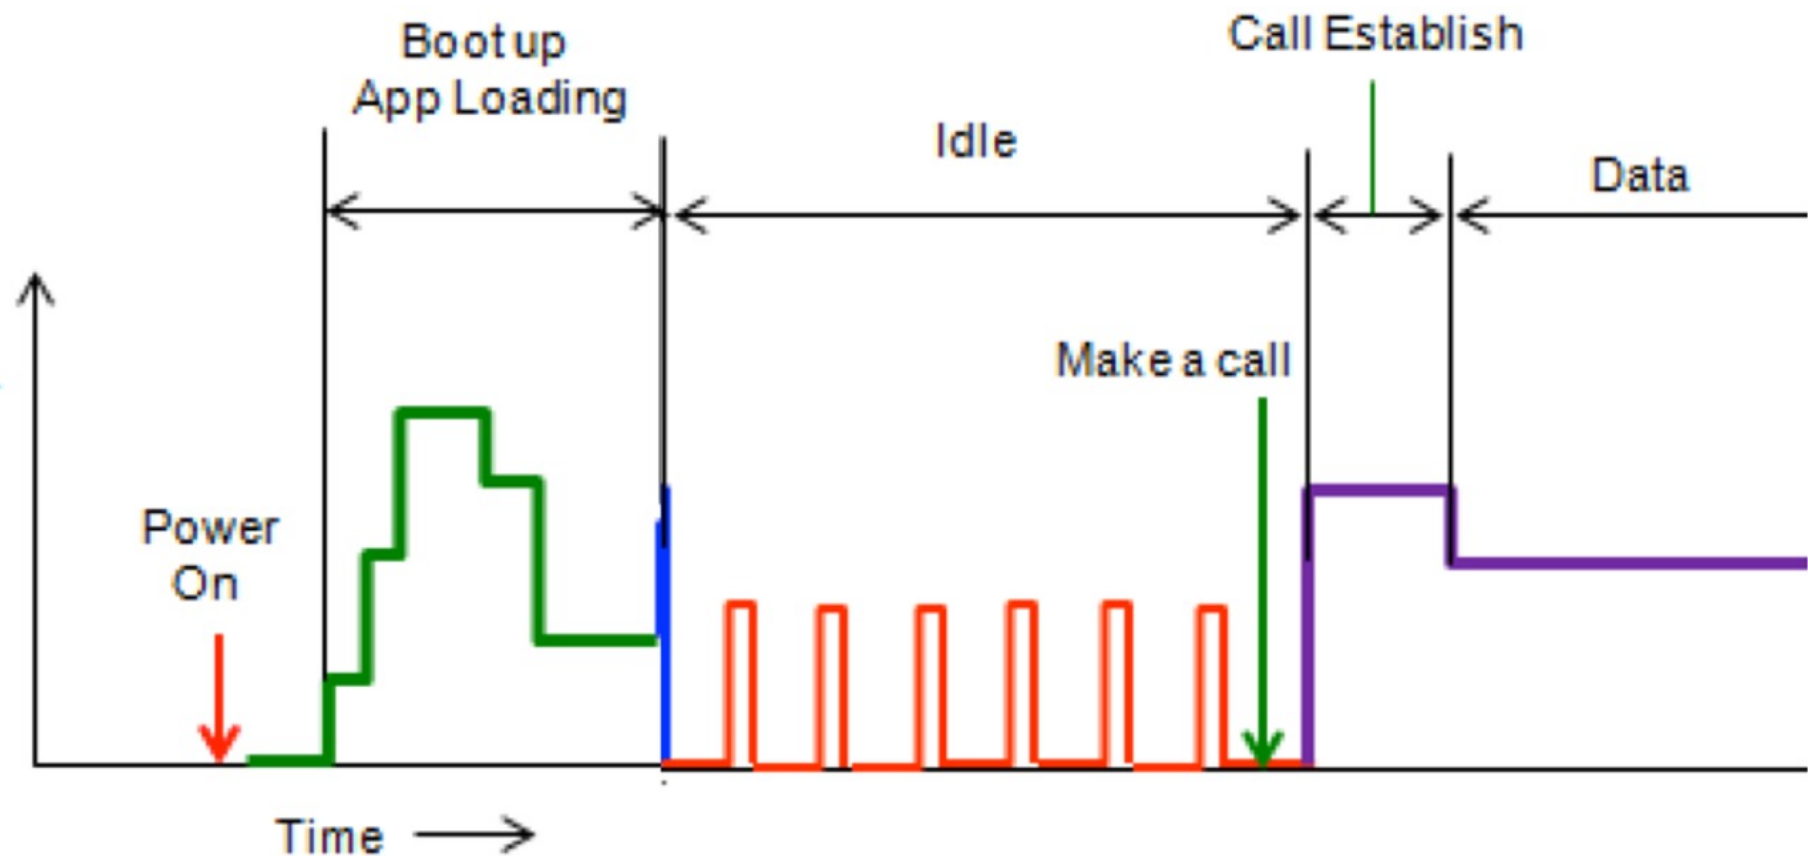 Boot up
App Loading
Call Establish
Idle
Data
Make a call
Power
On
Time